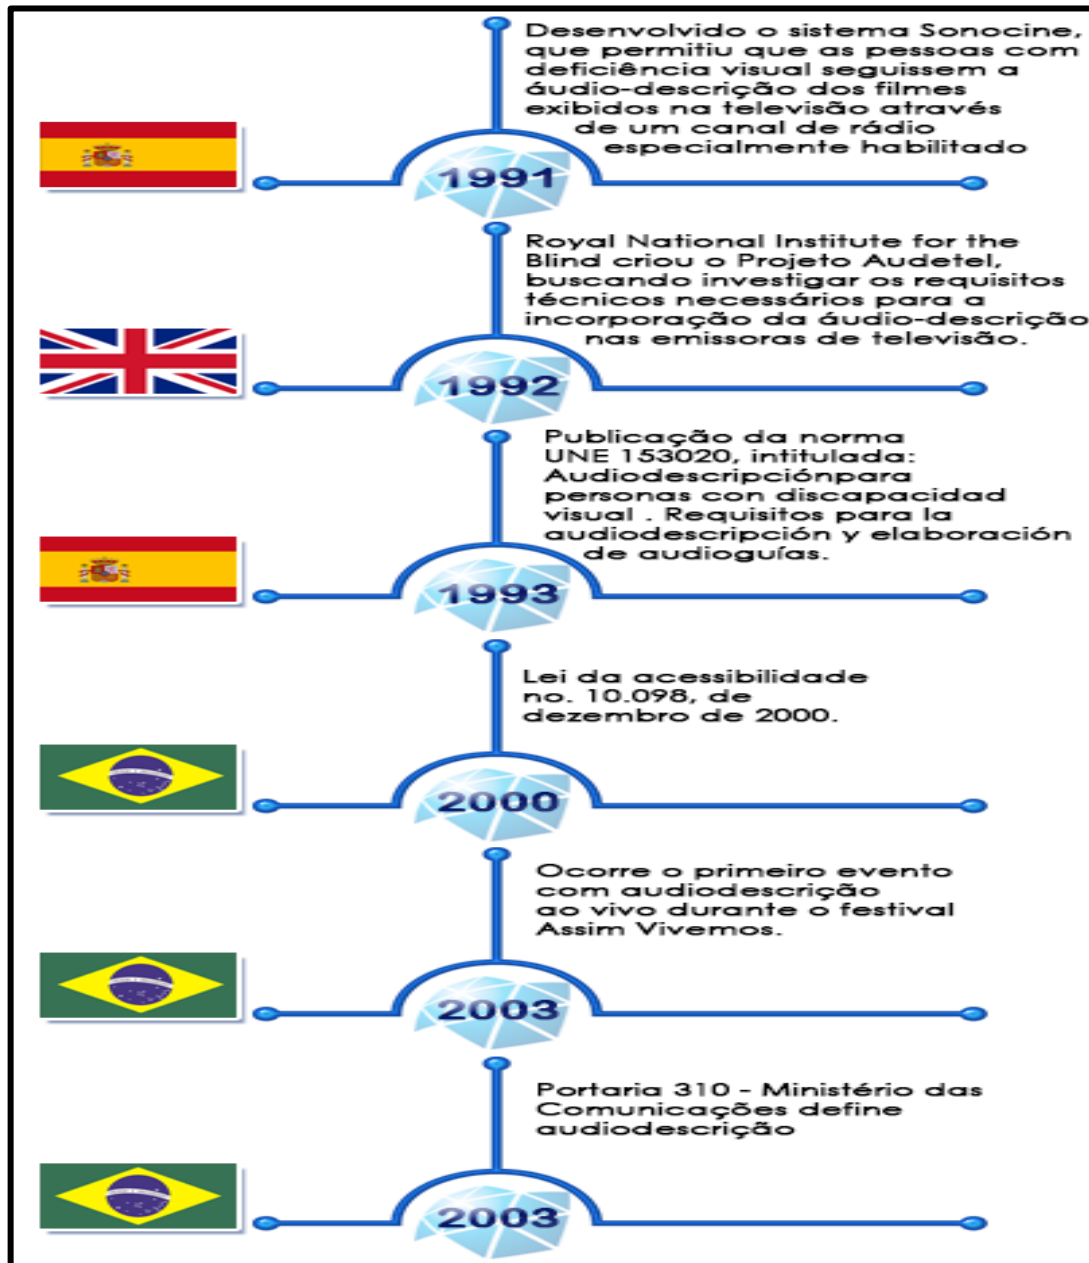 Desenvolvido o sistema Sonocine,
que permitiu que as pessoas com
deficiência visual seguissem a
áudio-descrição dos filmes
exibidos na televisão através
de um canal de rádio
especialmente habilitado
1991
Royal National Institute for the
Blind criou o Projeto Audetel,
buscando investigar os requisitos
técnicos necessários para a
incorporação da áudio-descrição
nas emissoras de televisão.
1992
Publicação da norma
UNE 153020, intitulada:
Audiodescripciónpara
personas con discapacidad
visual . Requisitos para la
audiodescripción y elaboración
de audioguías.
1993
Lei da acessibilidade
no. 10.098, de
dezembro de 2000.
2000
Ocorre o primeiro evento
com audiodescrição
ao vivo durante o festival
Assim Vivemos.
2003
Portaria 310 - Ministério das
Comunicações define
audiodescrição
2003